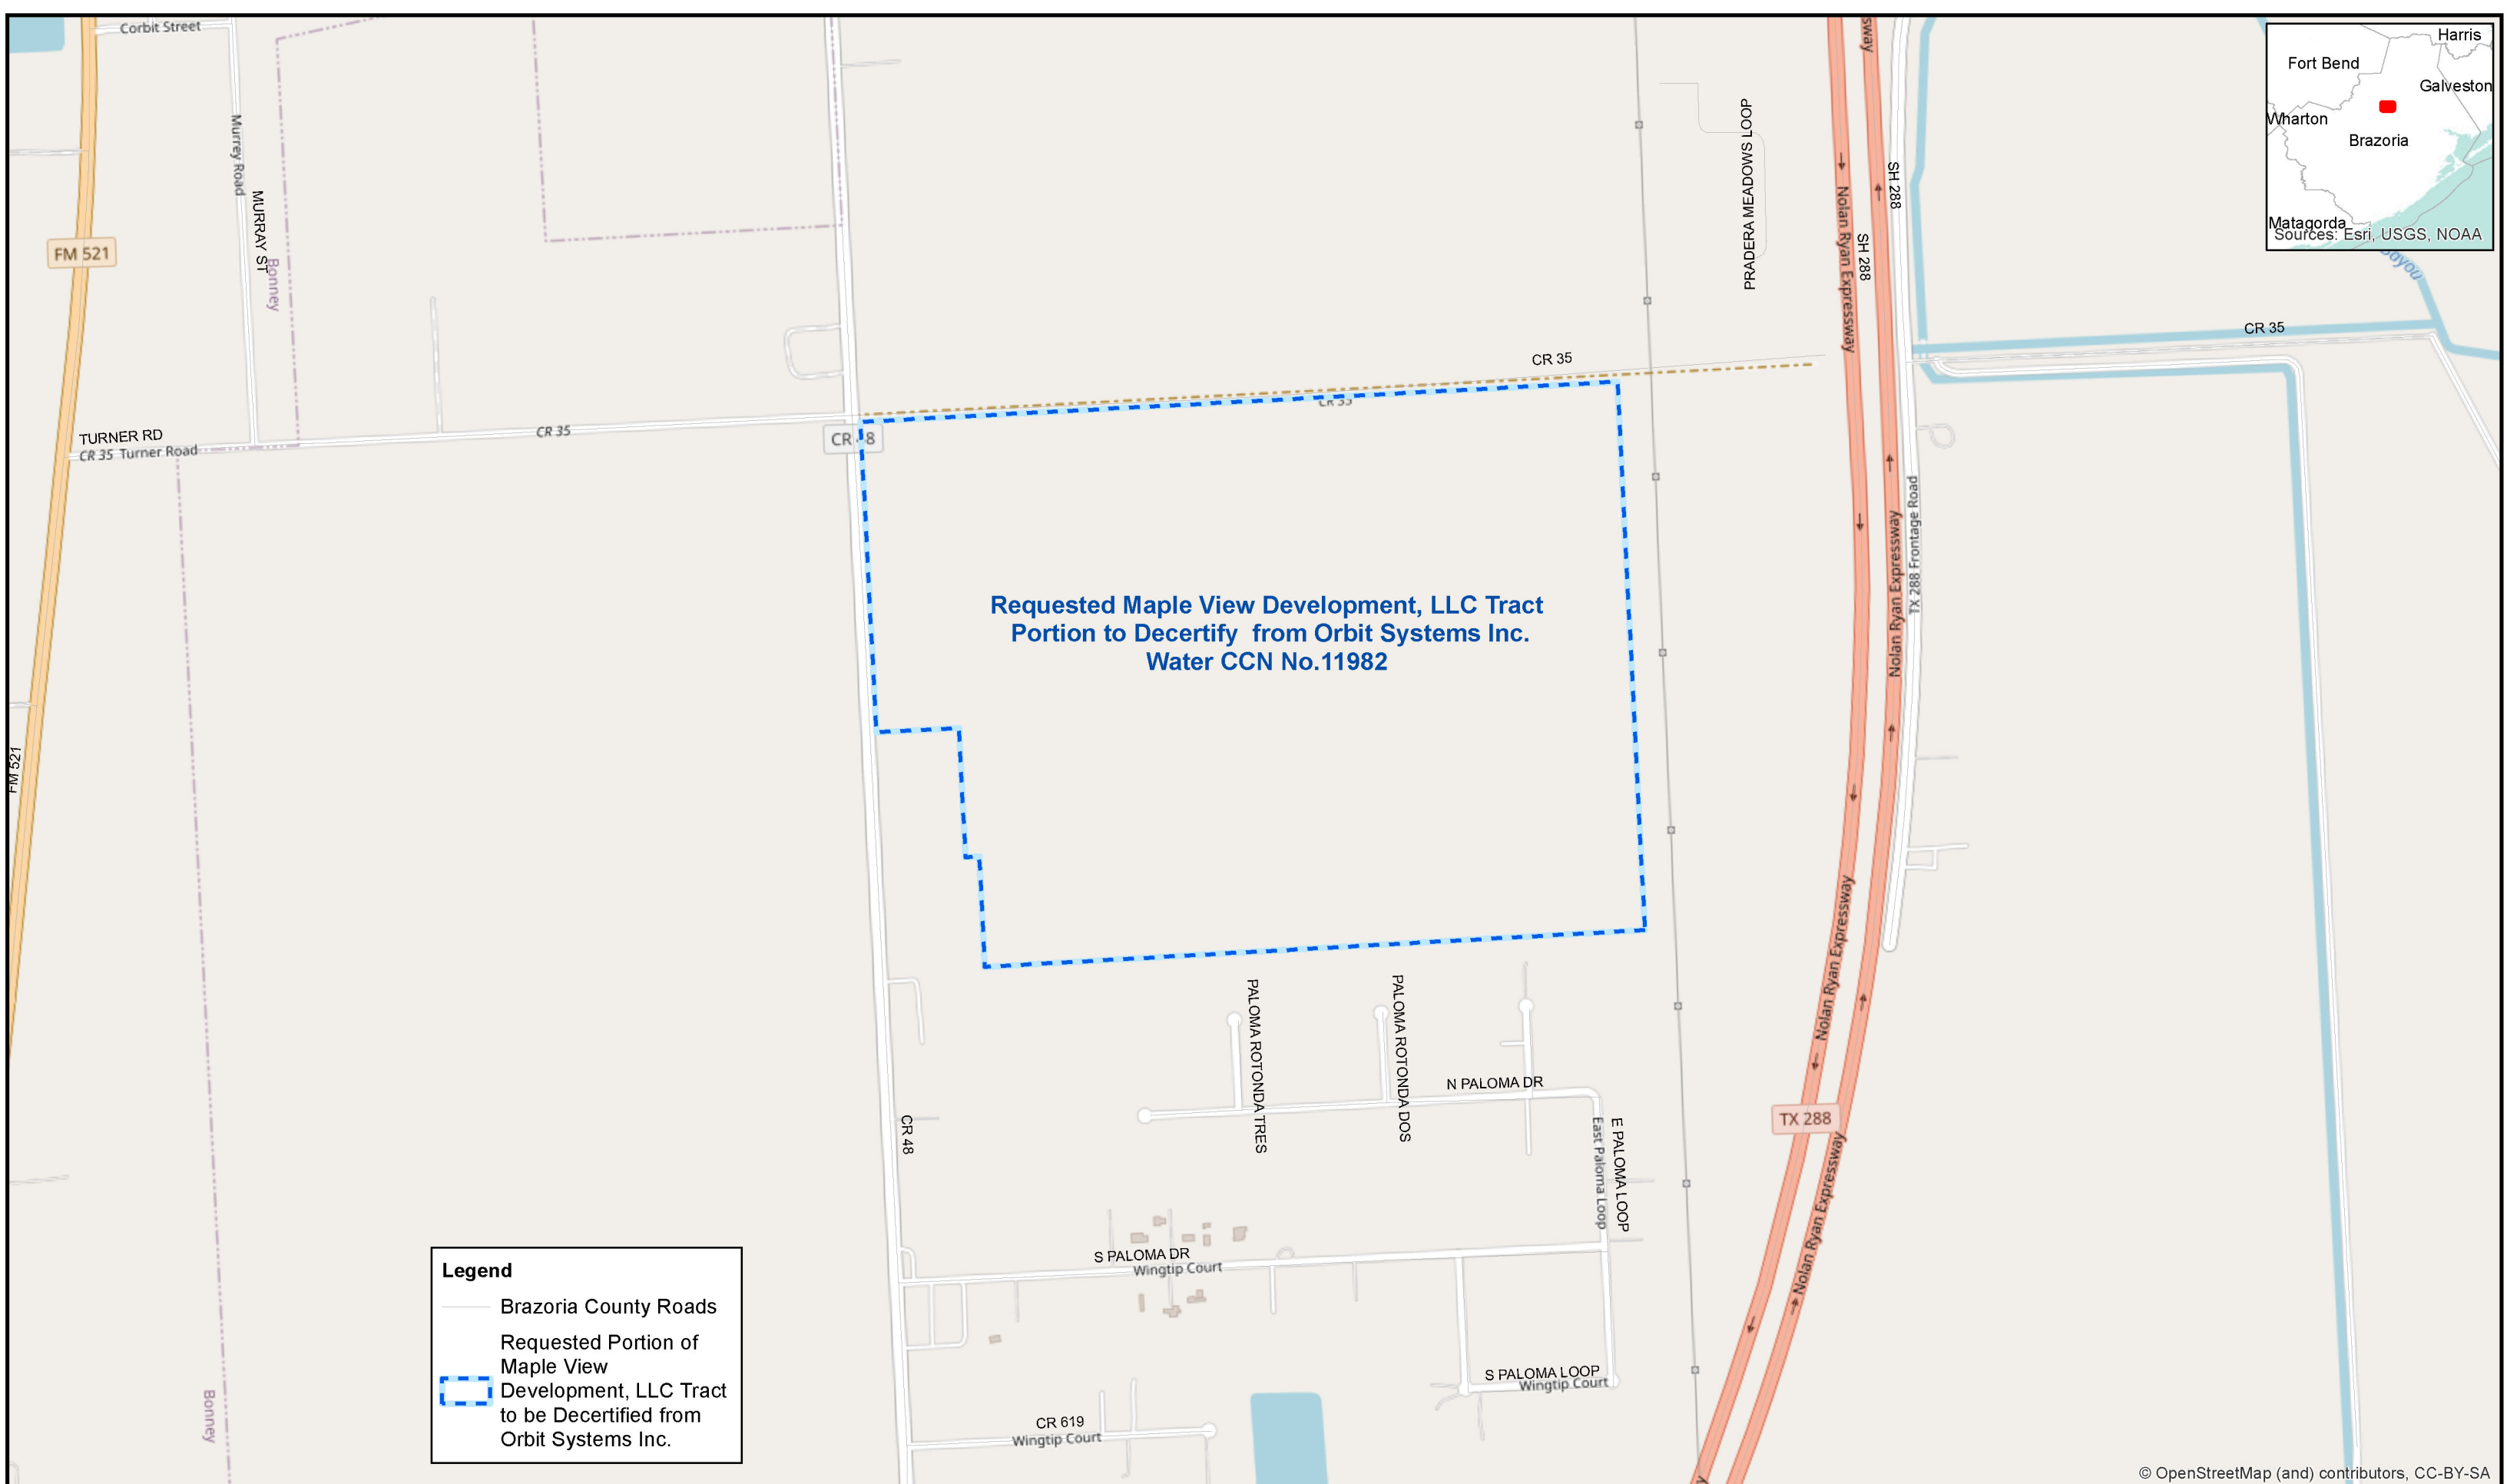 Corbit Street
Murrey Road
MURRAY ST
Bonney
FM 521
TURNER RD
CR 35 Turner Road
CR 35
CR 35
CR 35
PRADERA MEADOWS LOOP
Nolan Ryan Expressway
SH 288
SH 288
sway
Harris
Fort Bend
Galveston
Wharton
Brazoria
Matagorda
Sources: Esri, USGS, NOAA
Bayou
CR 35
Requested Maple View Development, LLC Tract
Portion to Decertify from Orbit Systems Inc.
Water CCN No.11982
Nolan Ryan Expressway
TX 288 Frontage Road
FM 521
Nolan Ryan Expressway
PALOMA ROTONDA TRES
PALOMA ROTONDA DOS
N PALOMA DR
East Paloma Loop
E PALOMA LOOP
CR 48
TX 288
Nolan Ryan Expressway
S PALOMA DR
Wingtip Court
S PALOMA LOOP
Wingtip Court
CR 619
Wingtip Court
Bonney
Legend
Brazoria County Roads
Requested Portion of
Maple View
Development, LLC Tract
to be Decertified from
Orbit Systems Inc.
© OpenStreetMap (and) contributors, CC-BY-SA